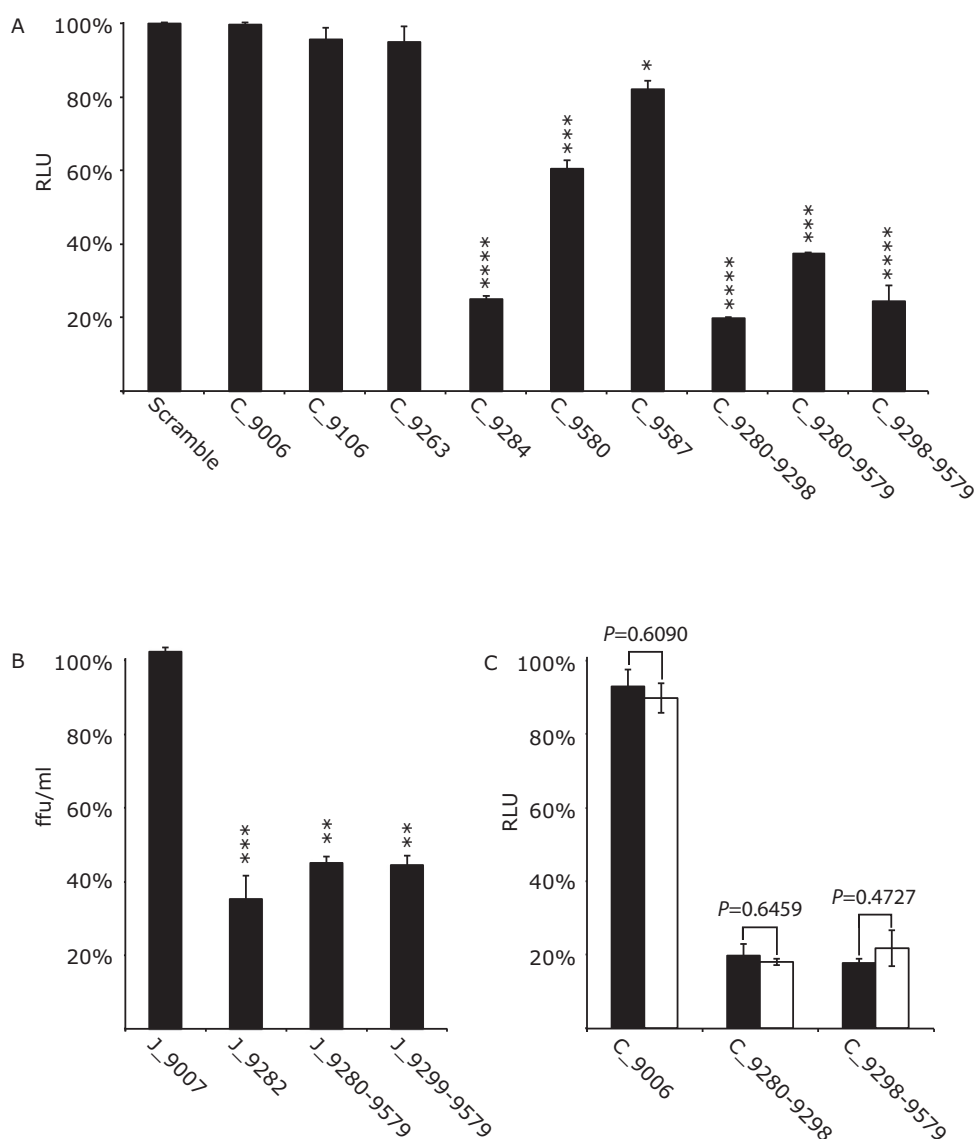 A
100%
80%
60%
40%
20%
RLU
*
***
****
***
****
****
Scramble
C_9006
C_9106
C_9263
C_9284
C_9580
C_9587
C_9280-9298
C_9280-9579
C_9298-9579
B
100%
80%
60%
40%
20%
ffu/ml
***
**
**
J_9007
J_9282
J_9280-9579
J_9299-9579
C
P=0.6090
100%
80%
60%
40%
20%
RLU
P=0.6459
P=0.4727
C_9006
C_9280-9298
C_9298-9579